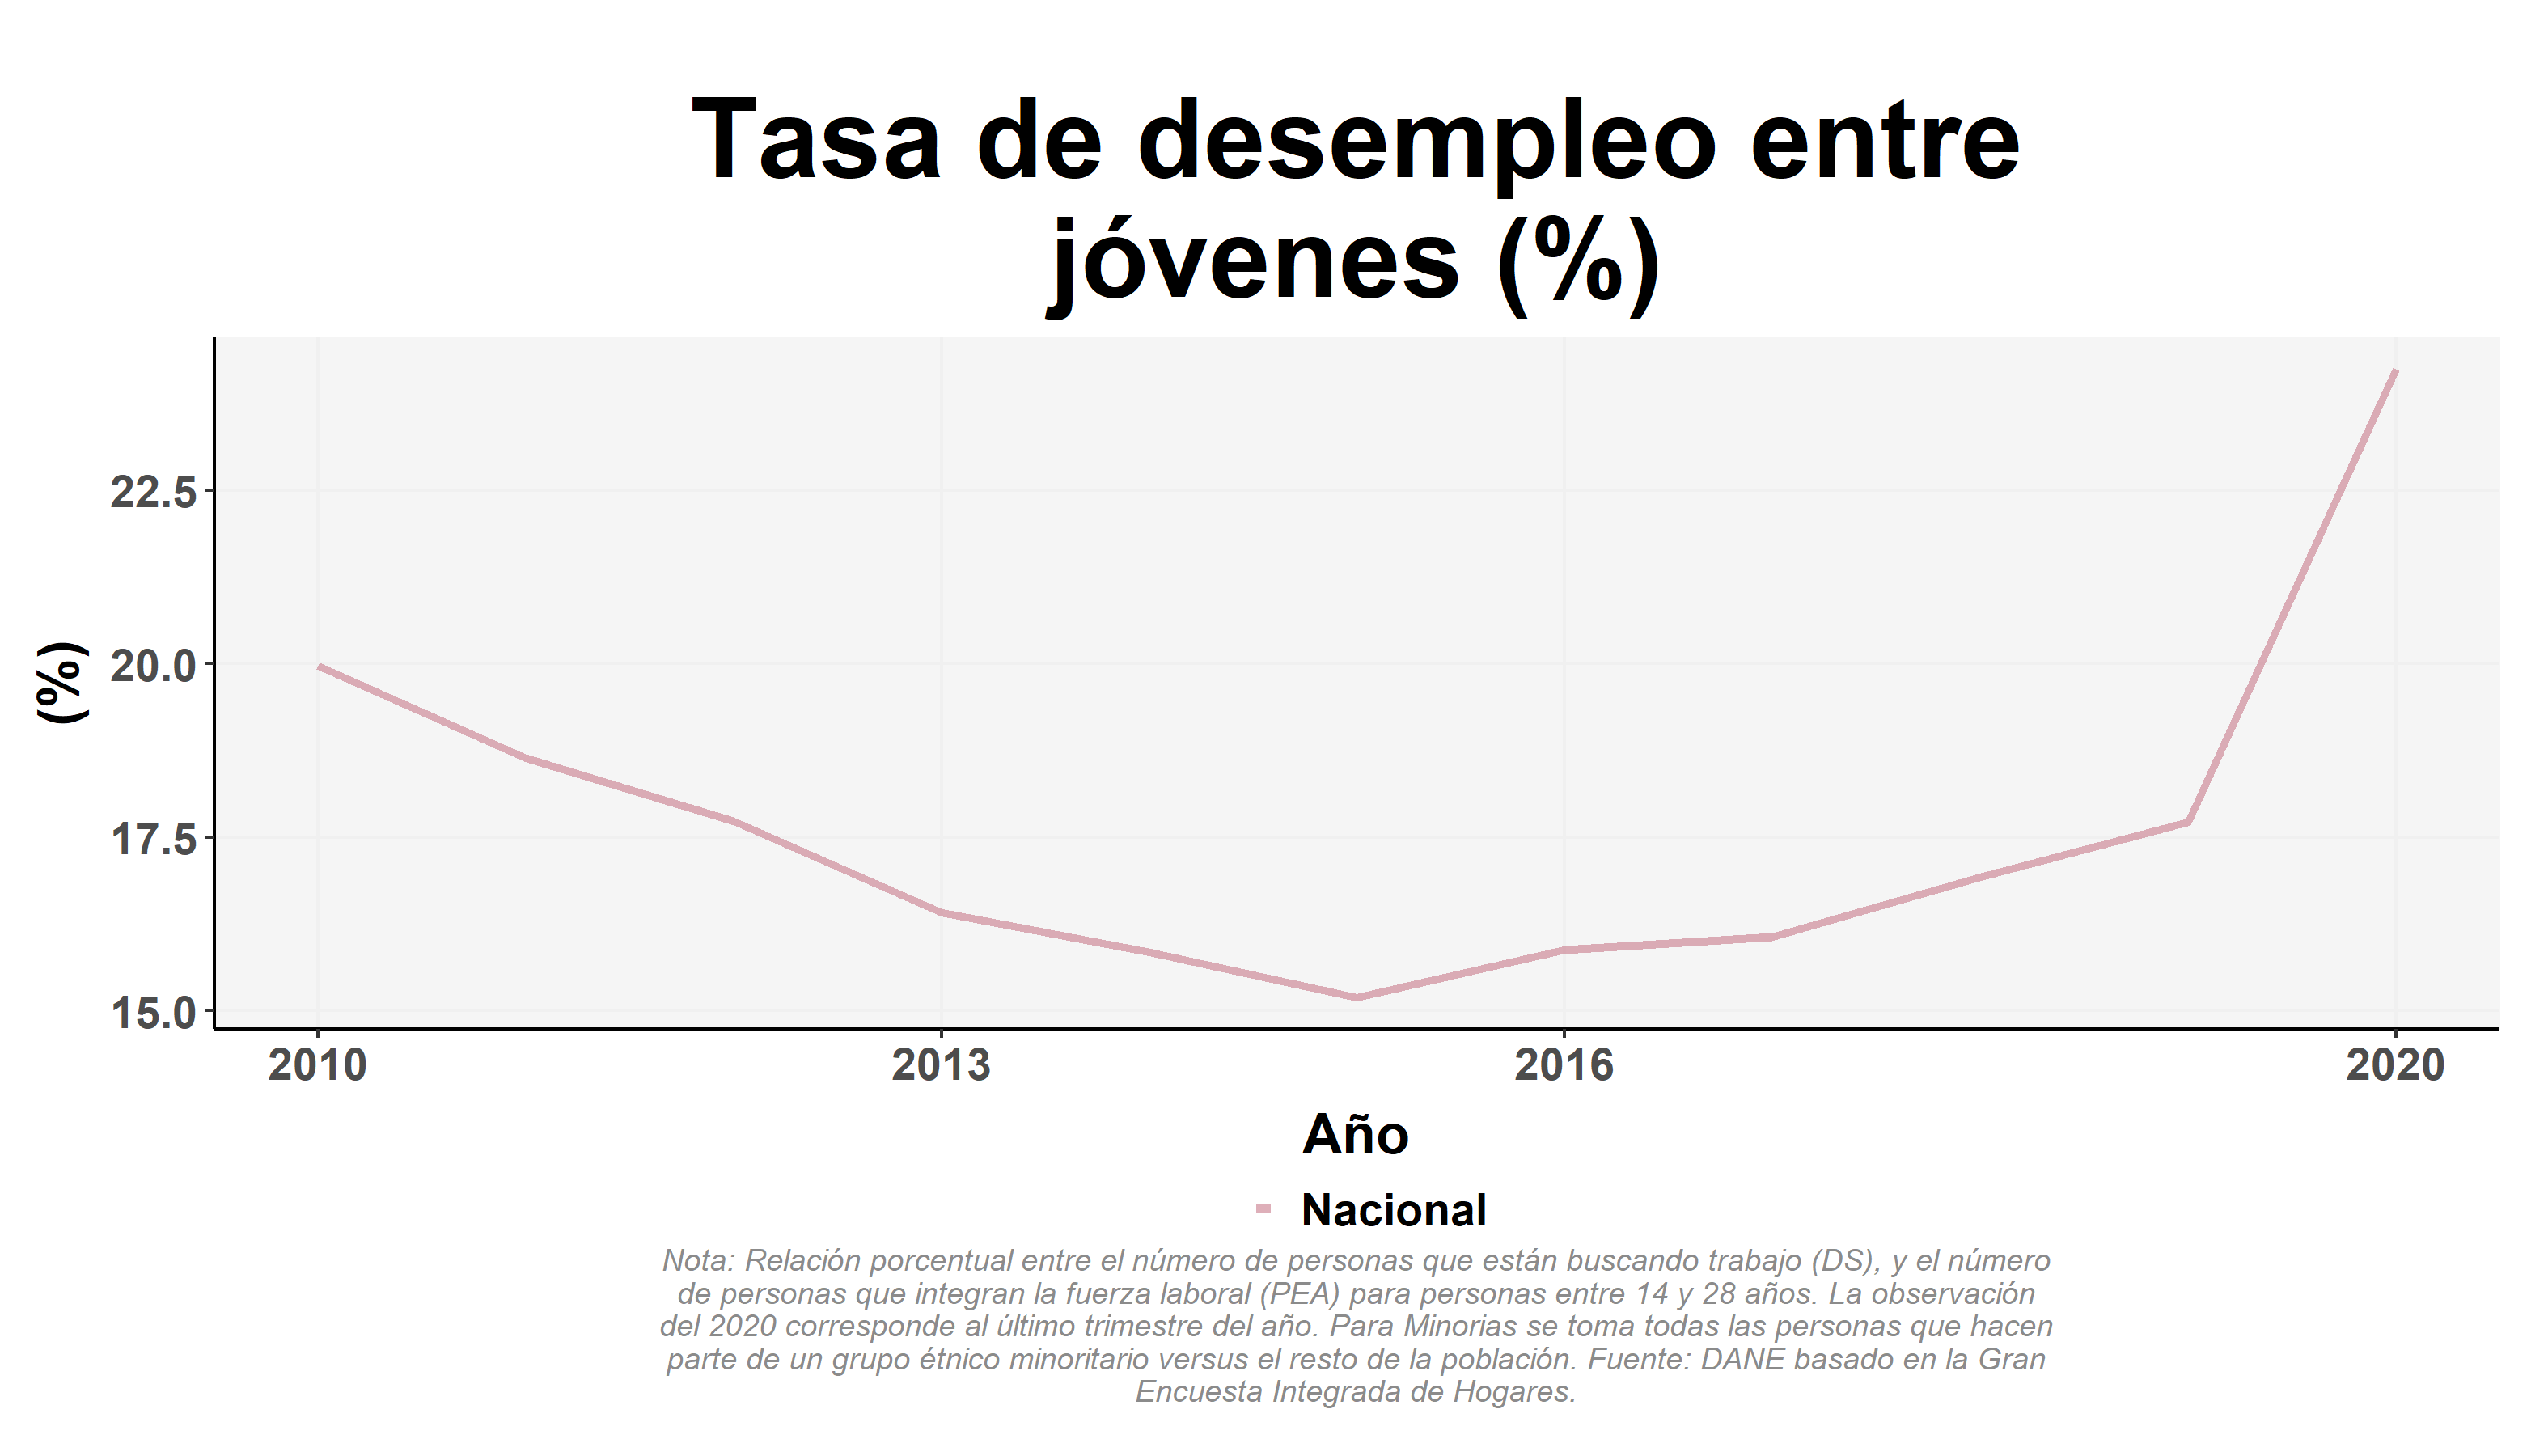 Tasa de desempleo entre
jóvenes (%)
(%)
22.5
20.0
17.5
15.0
2010
2013
2016
2020
Año
Nacional
Nota: Relación porcentual entre el número de personas que están buscando trabajo (DS), y el número
de personas que integran la fuerza laboral (PEA) para personas entre 14 y 28 años. La observación
del 2020 corresponde al último trimestre del año. Para Minorias se toma todas las personas que hacen
parte de un grupo étnico minoritario versus el resto de la población. Fuente: DANE basado en la Gran
Encuesta Integrada de Hogares.